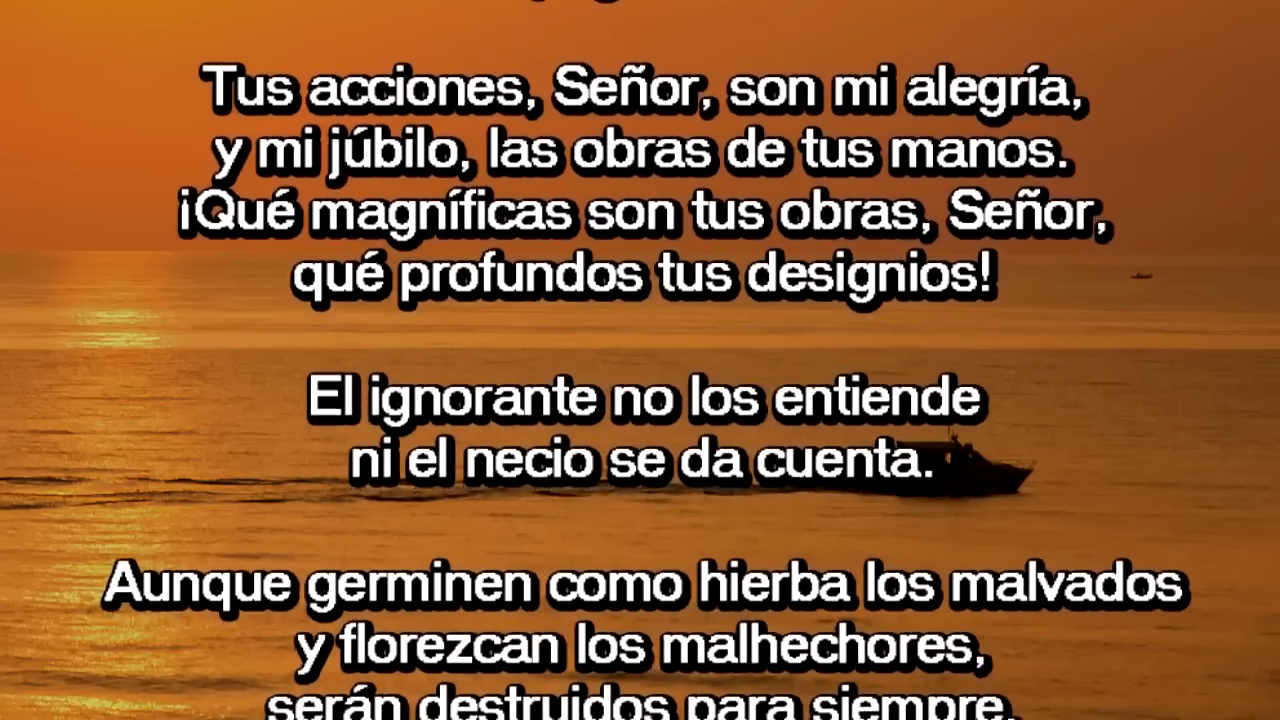 Tus acciones, Señor, son mi alegría,
y mi júbilo, las obras de tus manos.
¡Qué magníficas son tus obras, Señor,
qué profundos tus designios!
El ignorante no los entiende
ni el necio se da cuenta.
Aunque germinen como hierba los malvados
y florezcan los malhechores,
serán destruidos para siempre.